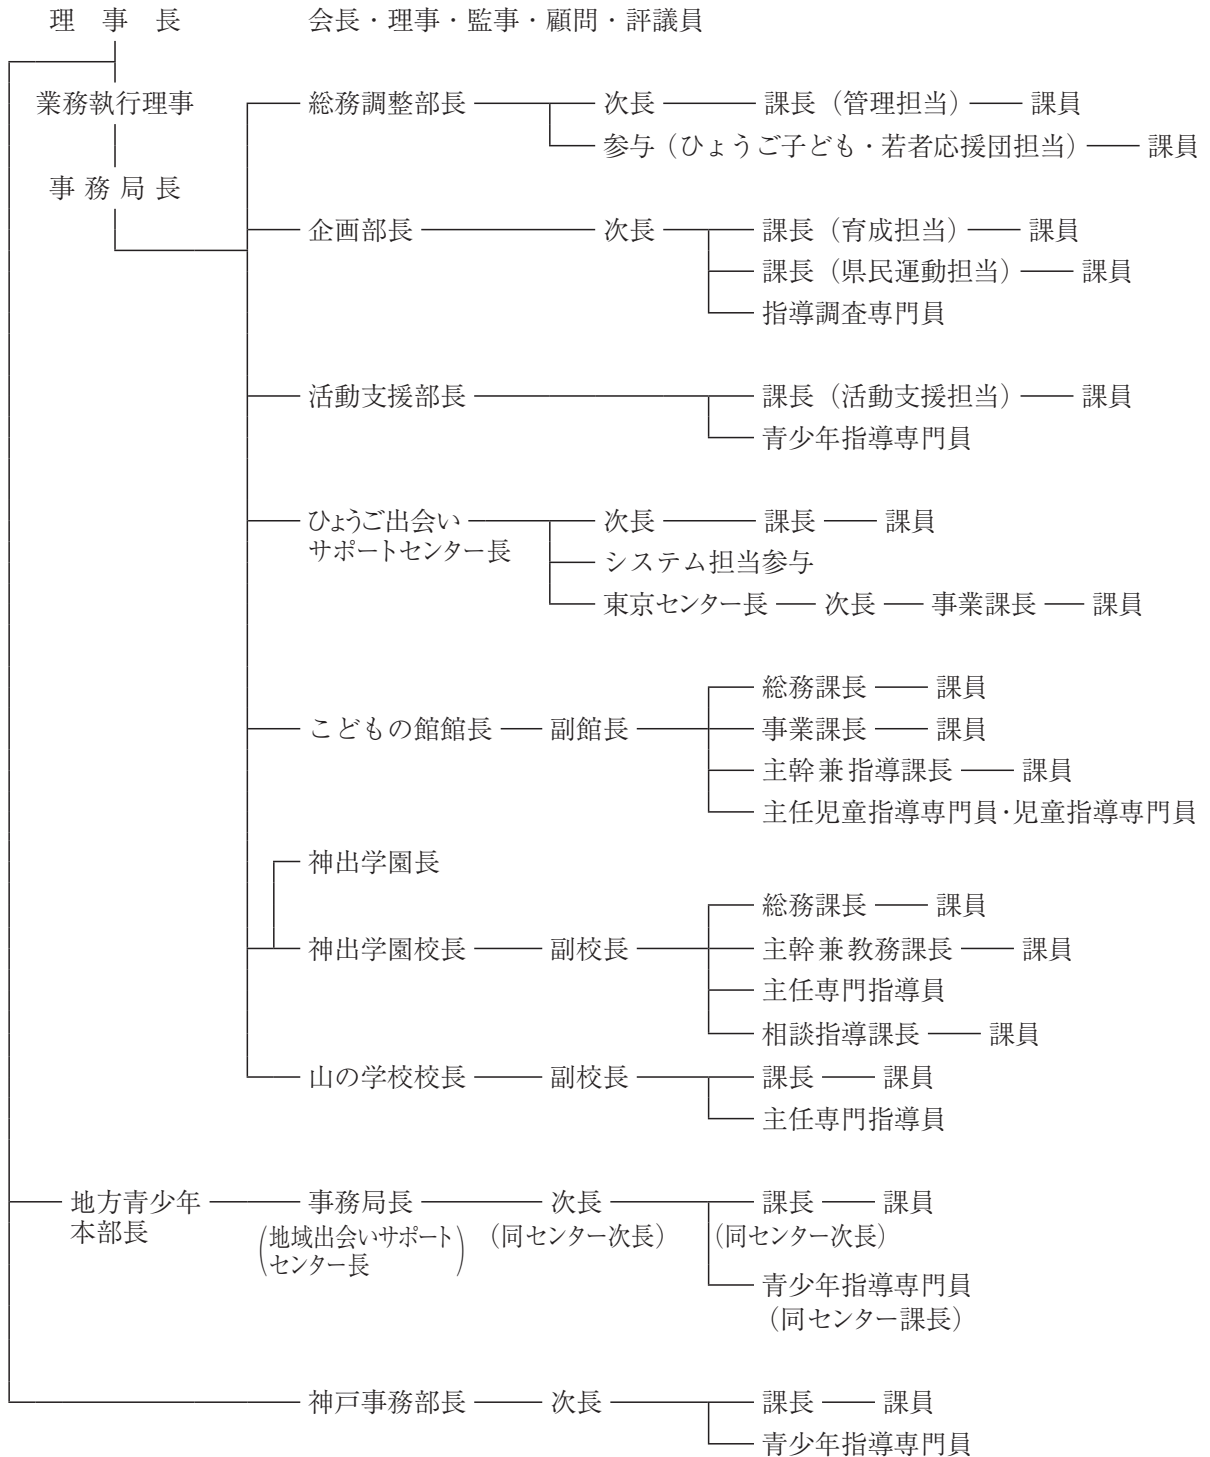 理事長 会長・理事・監事・顧問・評議員
業務執行理事
事務局長
総務調整部長 次長 課長（管理担当） 課員
参与（ひょうご子ども・若者応援団担当） 課員
企画部長 次長 課長（育成担当） 課員
課長（県民運動担当） 課員
指導調査専門員
活動支援部長 課長（活動支援担当） 課員
青少年指導専門員
ひょうご出会い 次長 課長 課員
サポートセンター長
システム担当参与
東京センター長 次長 事業課長 課員
総務課長 課員
こどもの館館長 副館長 事業課長 課員
主幹兼指導課長 課員
主任児童指導専門員・児童指導専門員
神出学園長
総務課長 課員
神出学園校長 副校長 主幹兼教務課長 課員
主任専門指導員
相談指導課長 課員
山の学校校長 副校長 課長 課員
主任専門指導員
地方青少年 事務局長 次長 課長 課員
本部長
（地域出会いサポート （同センター次長） （同センター次長）
センター長）
青少年指導専門員
（同センター課長）
神戸事務部長 次長 課長 課員
青少年指導専門員